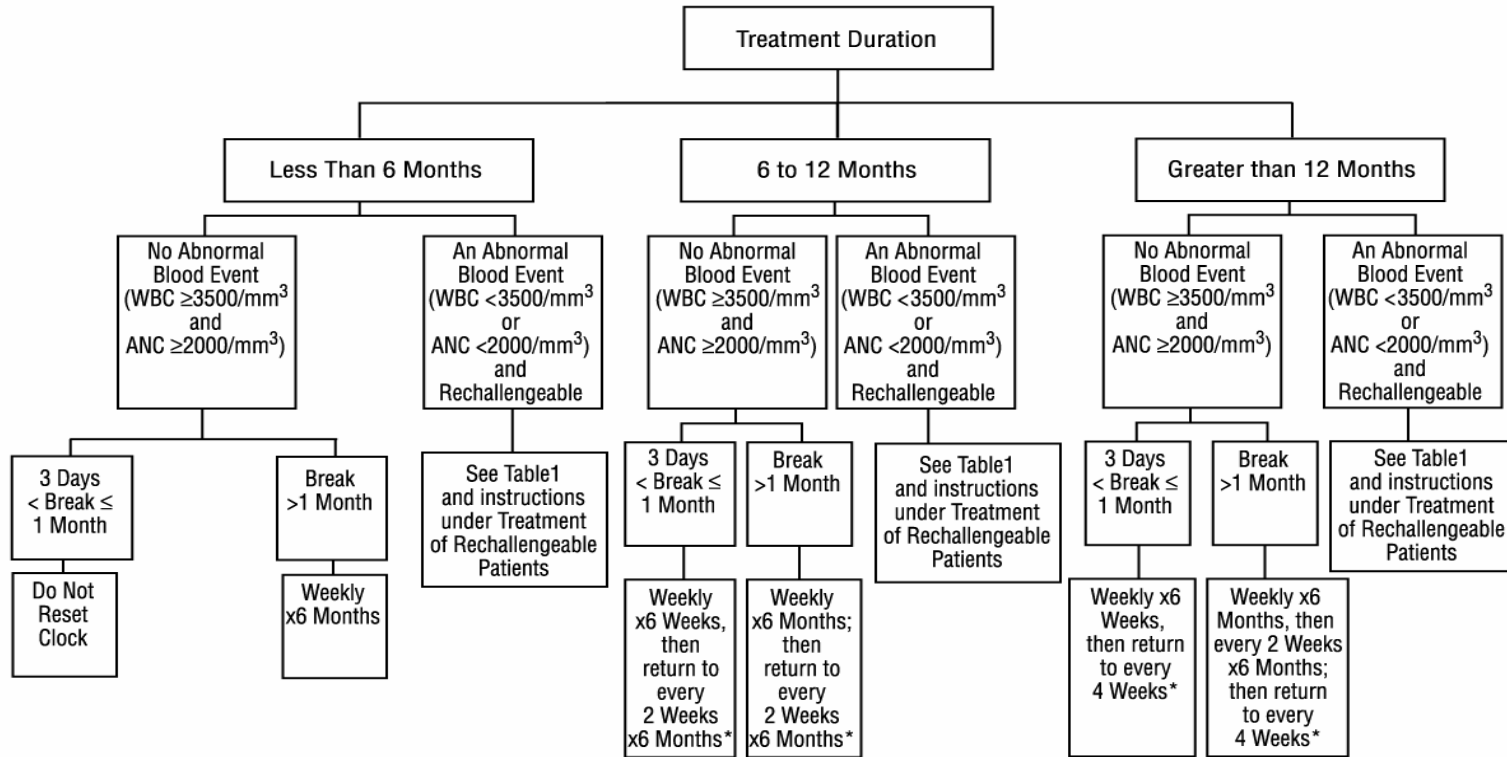 Treatment Duration
Less Than 6 Months
6 to 12 Months
Greater than 12 Months
No Abnormal
Blood Event
(WBC ≥3500/mm³
and
ANC ≥2000/mm³)
An Abnormal
Blood Event
(WBC <3500/mm³
or
ANC <2000/mm³)
and
Rechallengeable
No Abnormal
Blood Event
(WBC ≥3500/mm³
and
ANC ≥2000/mm³)
An Abnormal
Blood Event
(WBC <3500/mm³
or
ANC <2000/mm³)
and
Rechallengeable
No Abnormal
Blood Event
(WBC ≥3500/mm³
and
ANC ≥2000/mm³)
An Abnormal
Blood Event
(WBC <3500/mm³
or
ANC <2000/mm³)
and
Rechallengeable
3 Days
< Break ≤
1 Month
Break
>1 Month
See Table1
and instructions
under Treatment
of Rechallengeable
Patients
3 Days
< Break ≤
1 Month
Break
>1 Month
See Table1
and instructions
under Treatment
of Rechallengeable
Patients
3 Days
< Break ≤
1 Month
Break
>1 Month
See Table1
and instructions
under Treatment
of Rechallengeable
Patients
Do Not
Reset
Clock
Weekly
x6 Months
Weekly
x6 Weeks,
then
return to
every
2 Weeks
x6 Months*
Weekly
x6 Months;
then
return to
every
2 Weeks
x6 Months*
Weekly x6
Weeks,
then return
to every
4 Weeks*
Weekly x6
Months, then
every 2 Weeks
x6 Months;
then return
to every
4 Weeks*